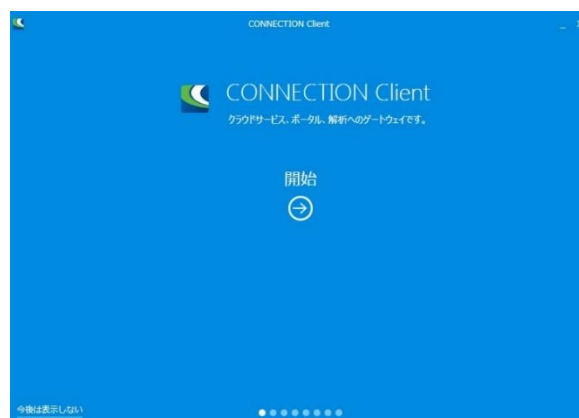 CONNECTION Client
CONNECTION Client
クラウドサービス、ポータル、解析へのゲートウェイです。
開始
今後は表示しない